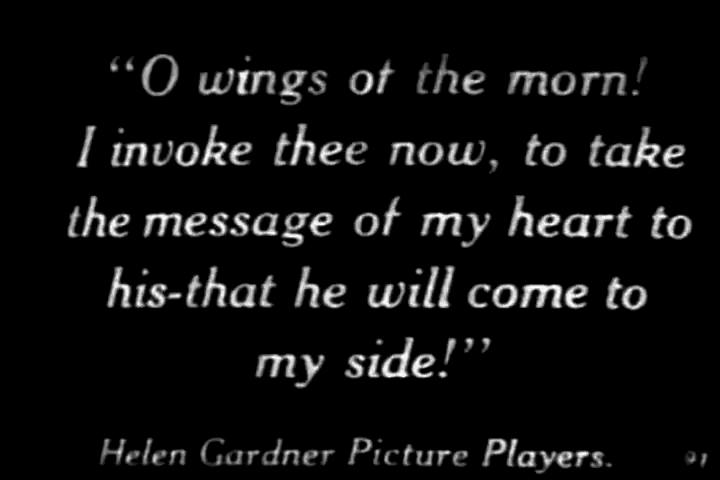 “O wings of the morn!
I invoke thee now, to take
the message of my heart to
his-that he will come to
my side!”
Helen Gardner Picture Players. 91